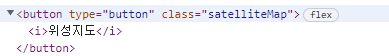 <button type="button" class="satelliteMap"> flex
<i>위성지도</i>
</button>